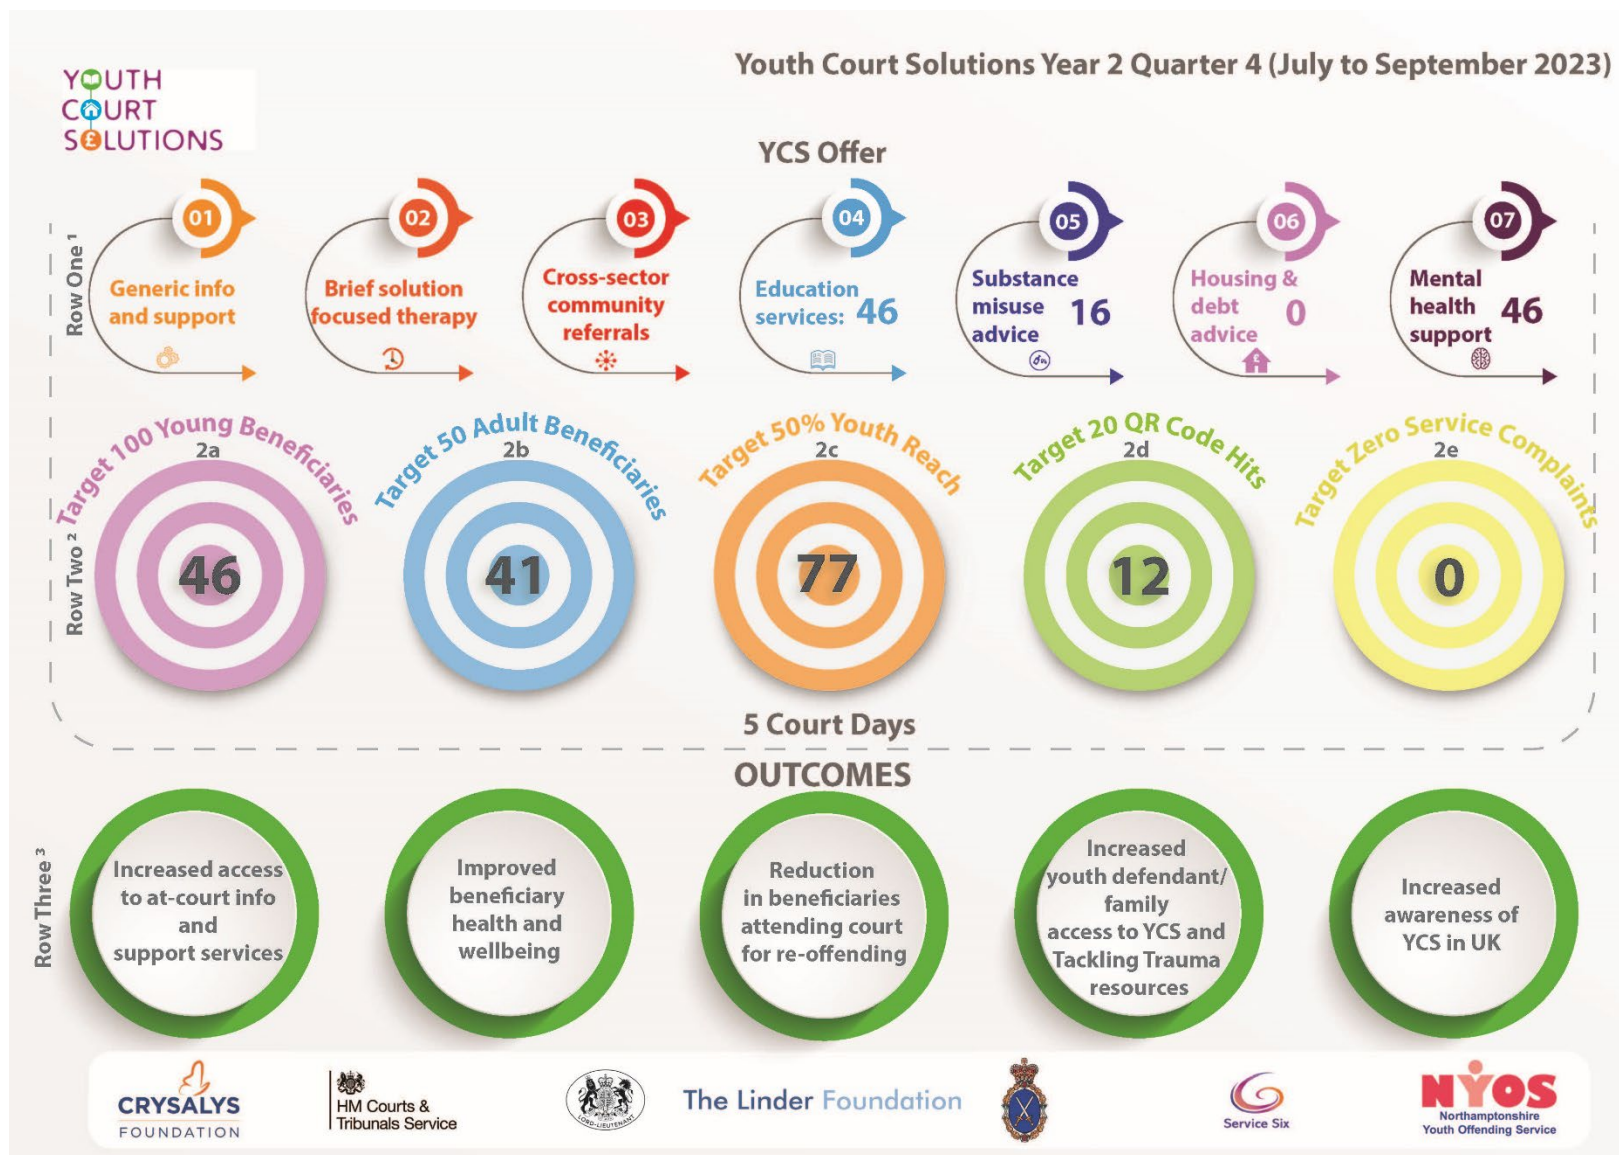 YOUTH
COURT
SOLUTIONS
Youth Court Solutions Year 2 Quarter 4 (July to September 2023)
YCS Offer
Row One ¹
01
Generic info
and support
02
Brief solution
focused therapy
03
Cross-sector
community
referrals
04
Education
services: 46
05
Substance
misuse
advice
16
06
Housing &
debt
advice
0
£
07
Mental
health
support
46
Row Two ²
Target 100 Young Beneficiaries
2a
46
Target 50 Adult Beneficiaries
2b
41
Target 50% Youth Reach
2c
77
Target 20 QR Code Hits
2d
12
Target Zero Service Complaints
2e
0
5 Court Days
OUTCOMES
Row Three ³
Increased access
to at-court info
and
support services
Improved
beneficiary
health and
wellbeing
Reduction
in beneficiaries
attending court
for re-offending
Increased
youth defendant/
family
access to YCS and
Tackling Trauma
resources
Increased
awareness of
YCS in UK
CRYSALYS
FOUNDATION
HM Courts &
Tribunals Service
LORD-LIEUTENANT
The Linder Foundation
Service Six
NYOS
Northamptonshire
Youth Offending Service